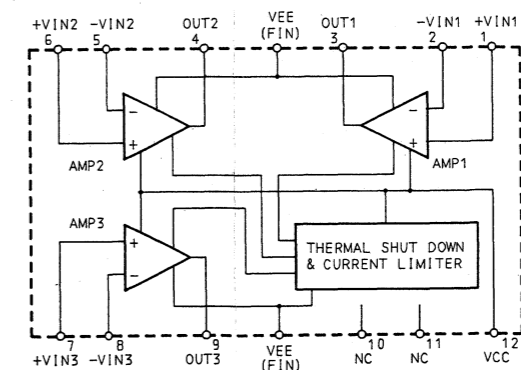 +VIN2 -VIN2 OUT2 VEE OUT1 -VIN1 +VIN1
(FIN)
6 5 4 3 2 1
- -
+ +
AMP2 AMP1
AMP3
+
-
THERMAL SHUT DOWN
& CURRENT LIMITER
7 8 9 10 11 12
+VIN3 -VIN3 OUT3 VEE NC NC VCC
(FIN)